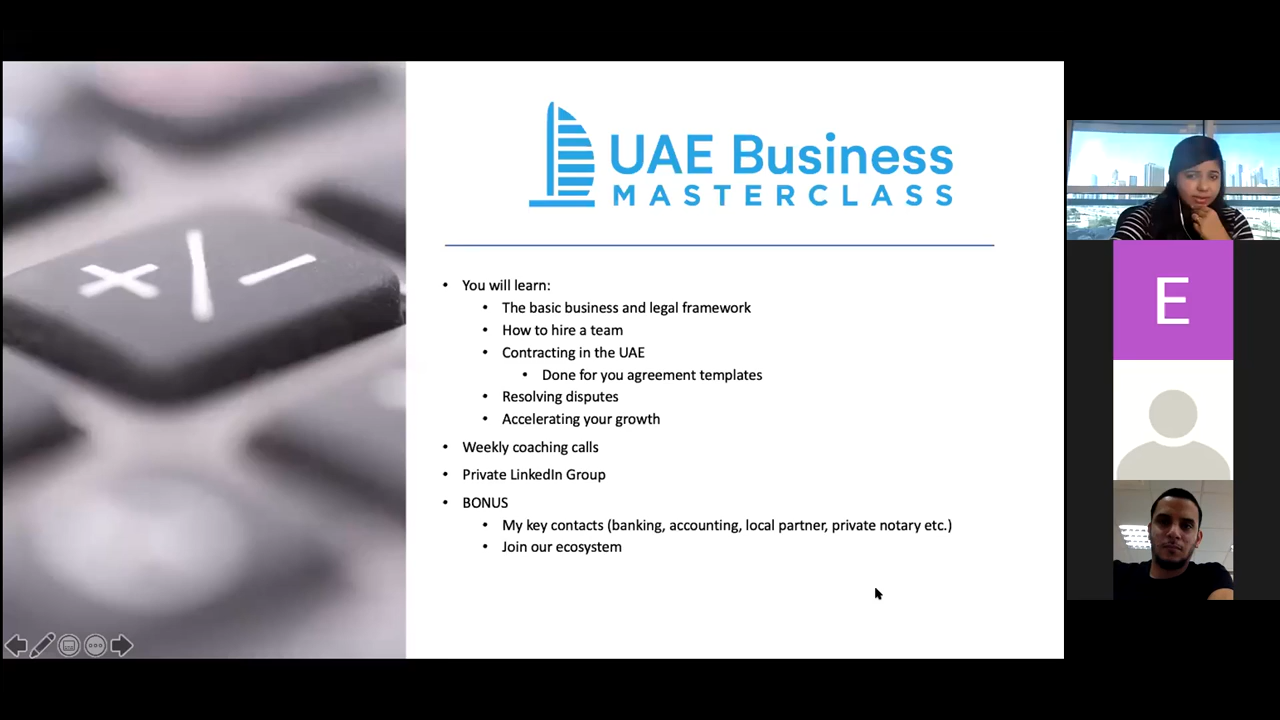 UAE Business
MASTERCLASS
• You will learn:
• The basic business and legal framework
• How to hire a team
• Contracting in the UAE
• Done for you agreement templates
• Resolving disputes
• Accelerating your growth
• Weekly coaching calls
• Private LinkedIn Group
• BONUS
• My key contacts (banking, accounting, local partner, private notary etc.)
• Join our ecosystem
×/−
E